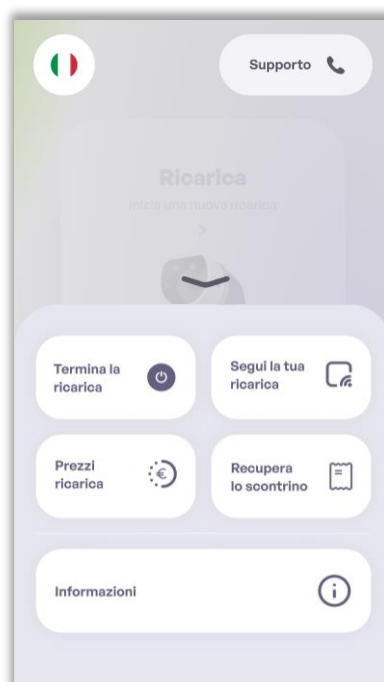 Supporto
Ricarica
Inizia una nuova ricarica
Termina la
ricarica
Segui la tua
ricarica
Prezzi
ricarica
Recupera
lo scontrino
Informazioni